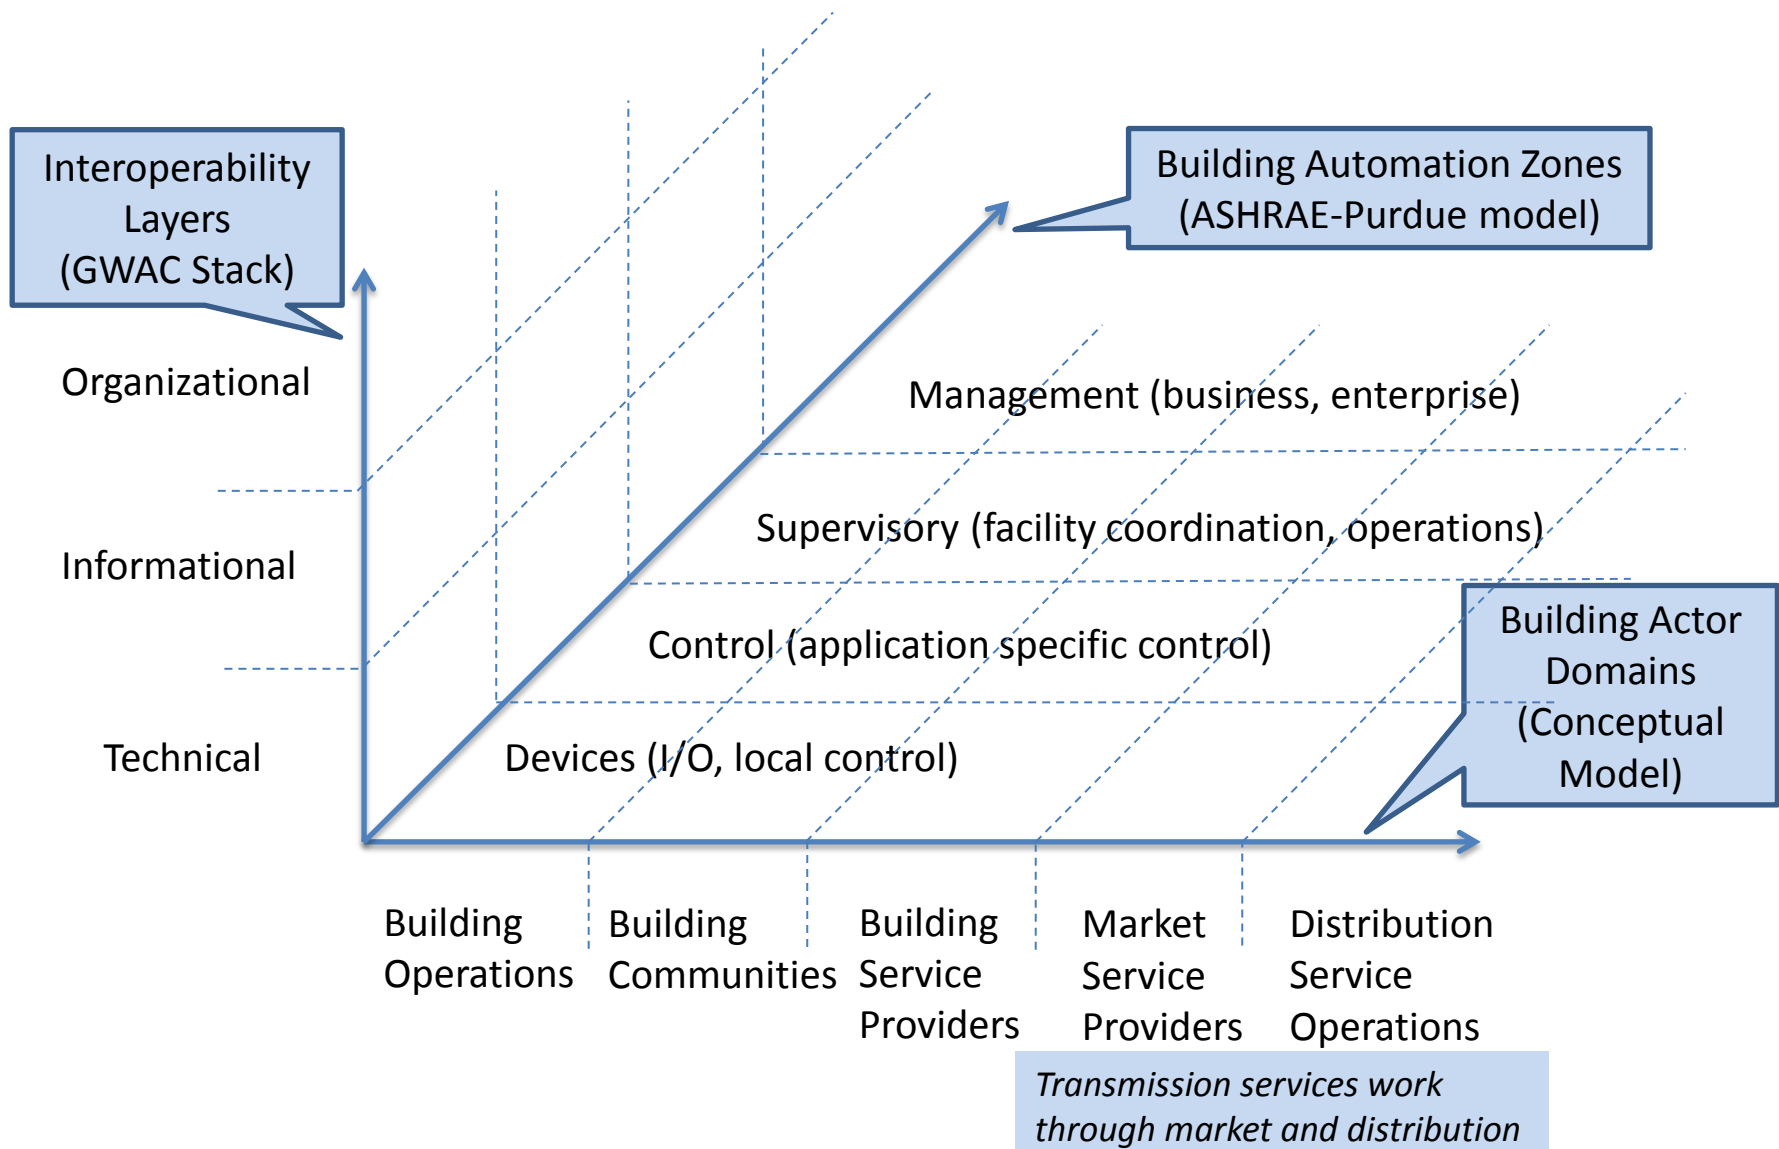 Interoperability
Layers
(GWAC Stack)
Building Automation Zones
(ASHRAE-Purdue model)
Organizational
Management (business, enterprise)
Informational
Supervisory (facility coordination, operations)
Control (application specific control)
Building Actor
Domains
(Conceptual
Model)
Technical
Devices (I/O, local control)
Building
Operations
Building
Communities
Building
Service
Providers
Market
Service
Providers
Distribution
Service
Operations
Transmission services work
through market and distribution